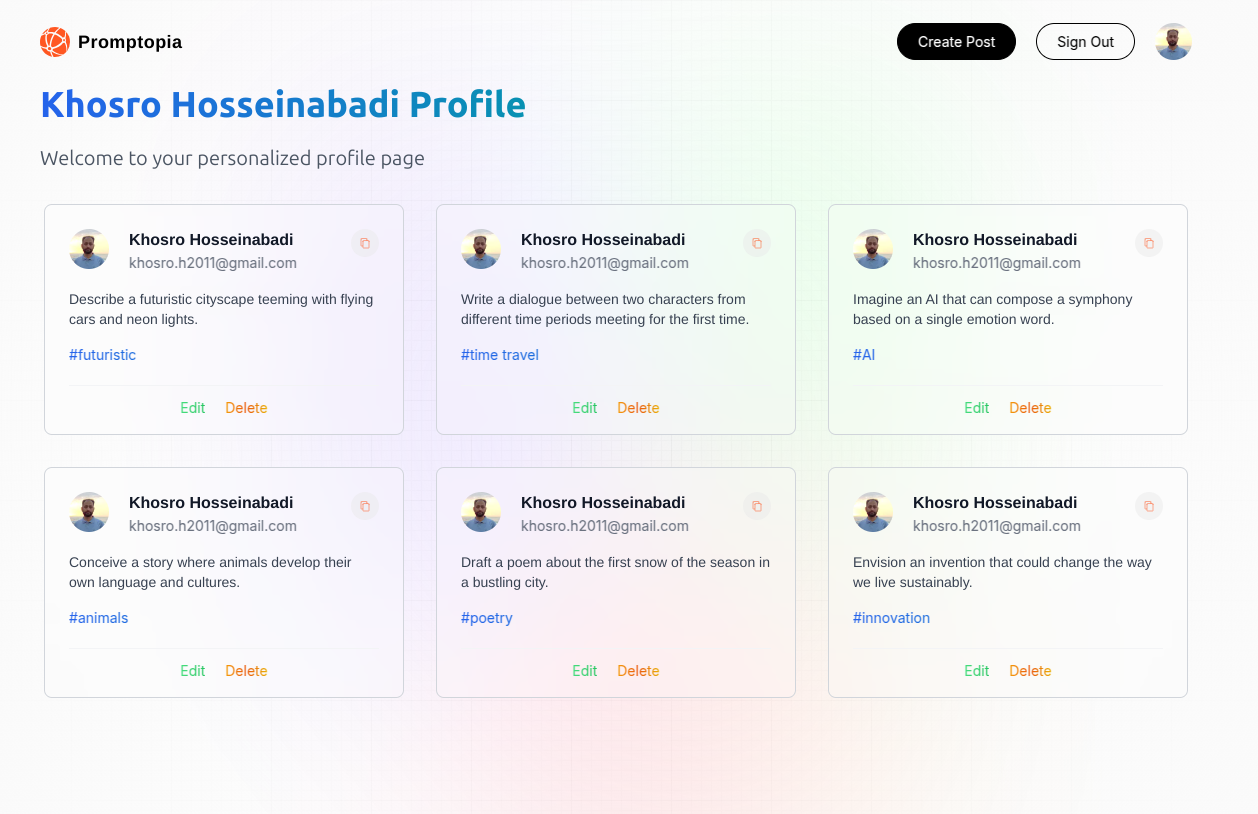 Promptopia
Create Post
Sign Out
Khosro Hosseinabadi Profile
Welcome to your personalized profile page
Khosro Hosseinabadi
khosro.h2011@gmail.com
Describe a futuristic cityscape teeming with flying
cars and neon lights.
#futuristic
Edit
Delete
Khosro Hosseinabadi
khosro.h2011@gmail.com
Write a dialogue between two characters from
different time periods meeting for the first time.
#time travel
Edit
Delete
Khosro Hosseinabadi
khosro.h2011@gmail.com
Imagine an AI that can compose a symphony
based on a single emotion word.
#AI
Edit
Delete
Khosro Hosseinabadi
khosro.h2011@gmail.com
Conceive a story where animals develop their
own language and cultures.
#animals
Edit
Delete
Khosro Hosseinabadi
khosro.h2011@gmail.com
Draft a poem about the first snow of the season in
a bustling city.
#poetry
Edit
Delete
Khosro Hosseinabadi
khosro.h2011@gmail.com
Envision an invention that could change the way
we live sustainably.
#innovation
Edit
Delete